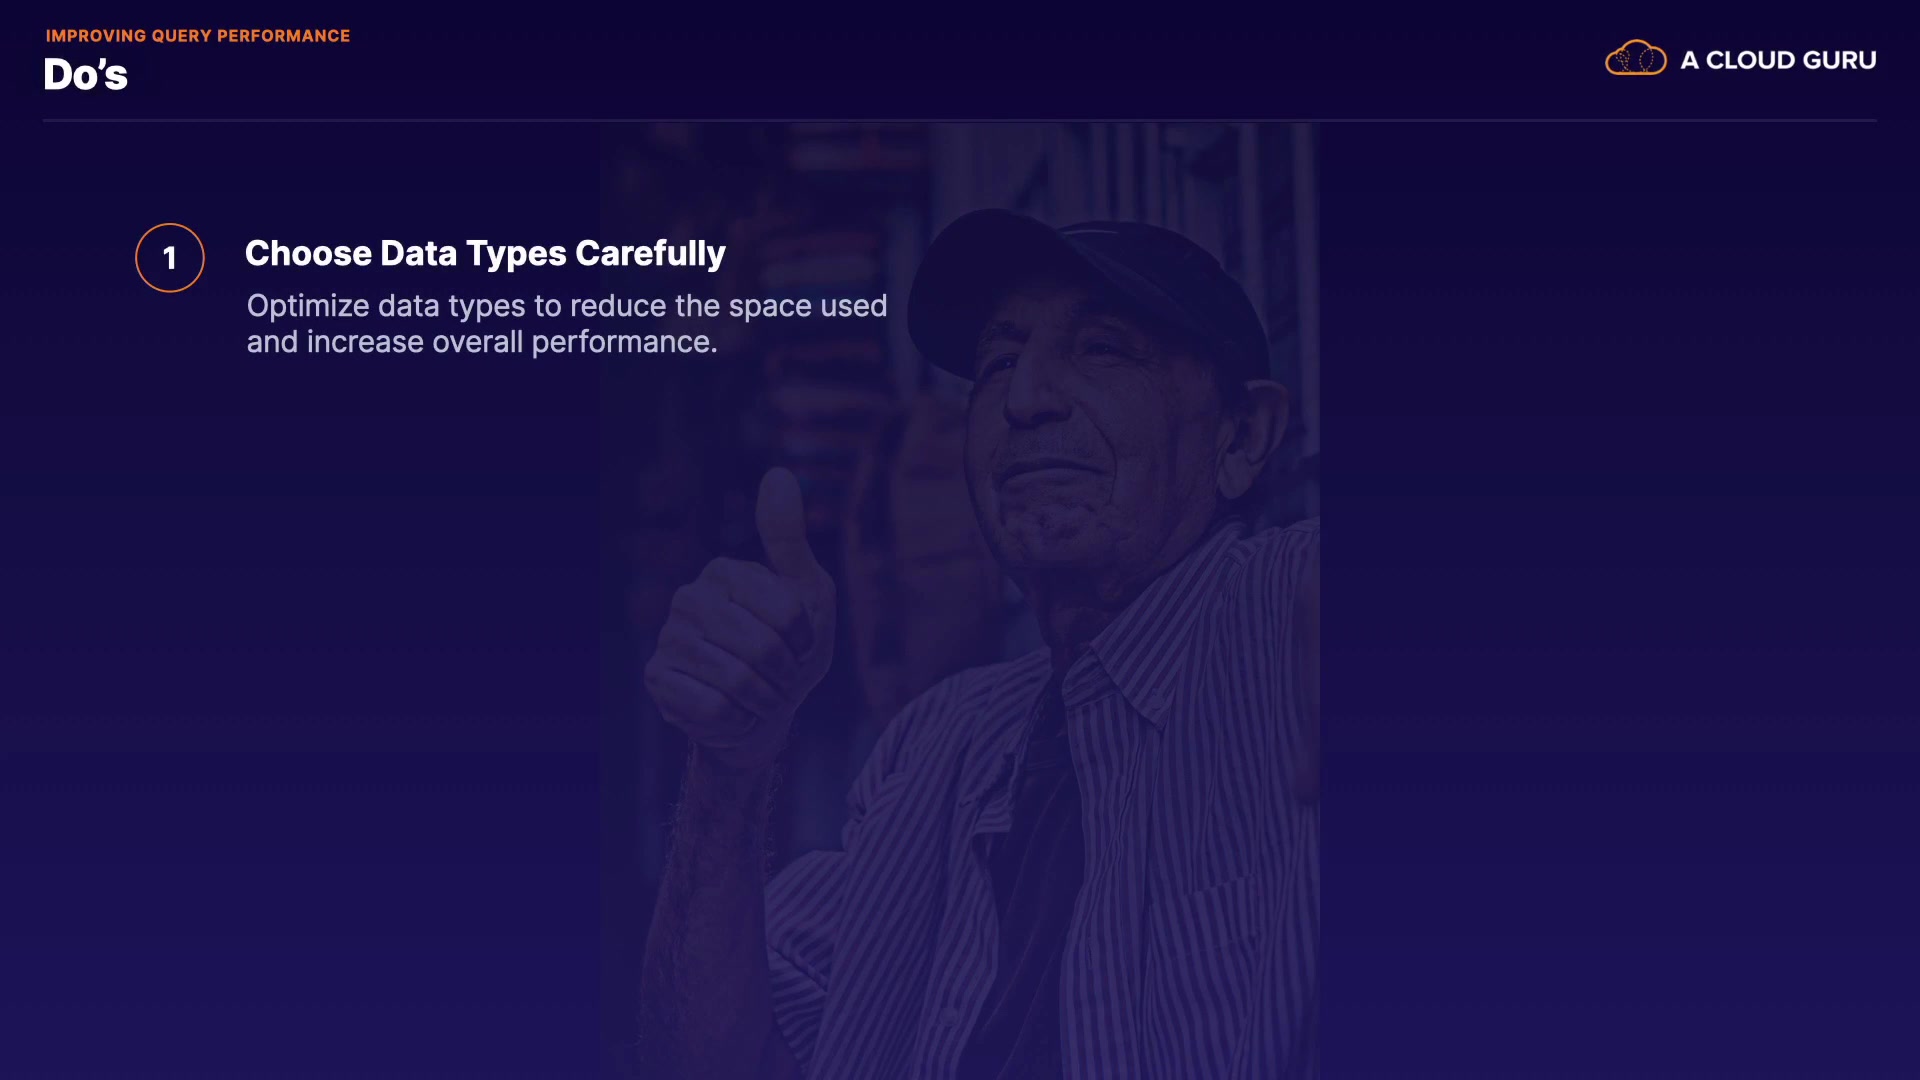 IMPROVING QUERY PERFORMANCE
Do’s
A CLOUD GURU
1
Choose Data Types Carefully
Optimize data types to reduce the space used
and increase overall performance.